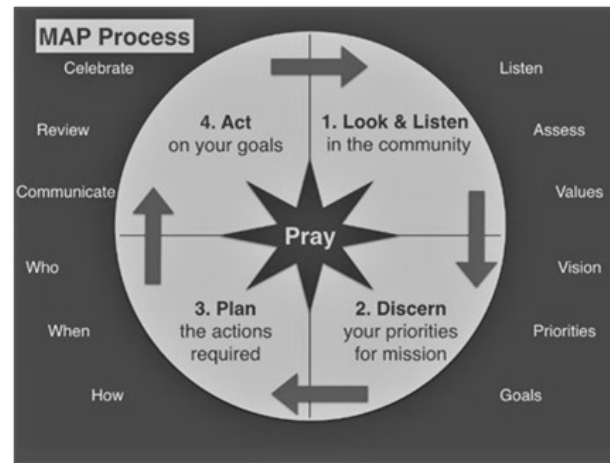 MAP Process
Celebrate
Review
Communicate
Who
When
How
4. Act
on your goals
1. Look & Listen
in the community
Pray
3. Plan
the actions
required
2. Discern
your priorities
for mission
Listen
Assess
Values
Vision
Priorities
Goals